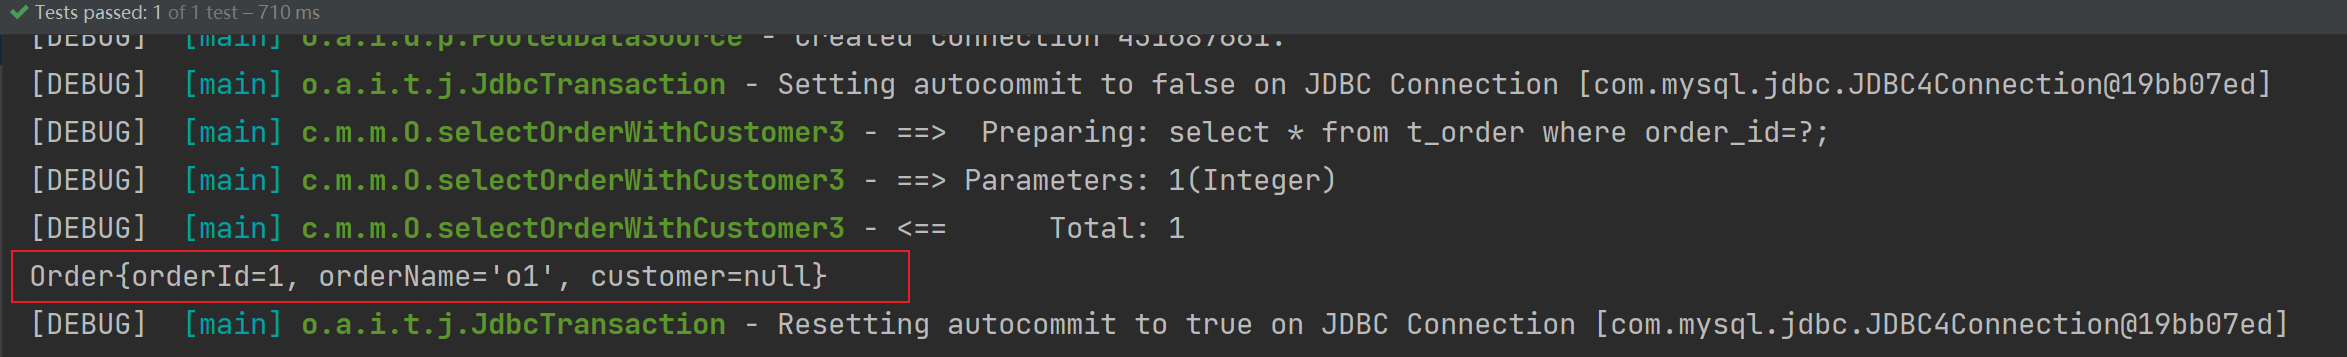 Tests passed: 1 of 1 test – 710 ms
[DEBUG] [main] o.a.i.d.p.PooledDataSource - Created connection 451687661.
[DEBUG] [main] o.a.i.t.j.JdbcTransaction - Setting autocommit to false on JDBC Connection [com.mysql.jdbc.JDBC4Connection@19bb07ed]
[DEBUG] [main] c.m.m.O.selectOrderWithCustomer3 - ==>  Preparing: select * from t_order where order_id=?;
[DEBUG] [main] c.m.m.O.selectOrderWithCustomer3 - ==> Parameters: 1(Integer)
[DEBUG] [main] c.m.m.O.selectOrderWithCustomer3 - <==      Total: 1
Order{orderId=1, orderName='o1', customer=null}
[DEBUG] [main] o.a.i.t.j.JdbcTransaction - Resetting autocommit to true on JDBC Connection [com.mysql.jdbc.JDBC4Connection@19bb07ed]